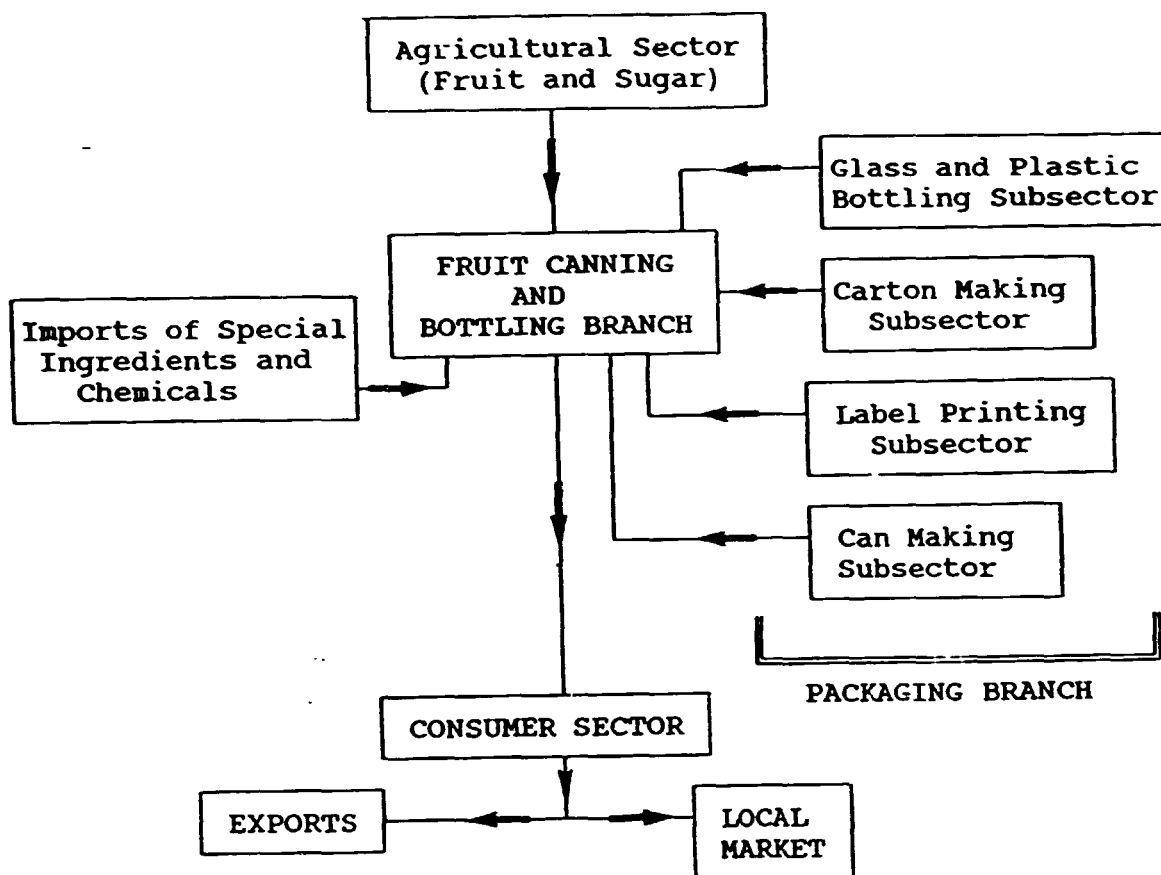 Agricultural Sector
(Fruit and Sugar)
Glass and Plastic
Bottling Subsector
FRUIT CANNING
AND
BOTTLING BRANCH
Carton Making
Subsector
Imports of Special
Ingredients and
Chemicals
Label Printing
Subsector
Can Making
Subsector
PACKAGING BRANCH
CONSUMER SECTOR
EXPORTS
LOCAL
MARKET